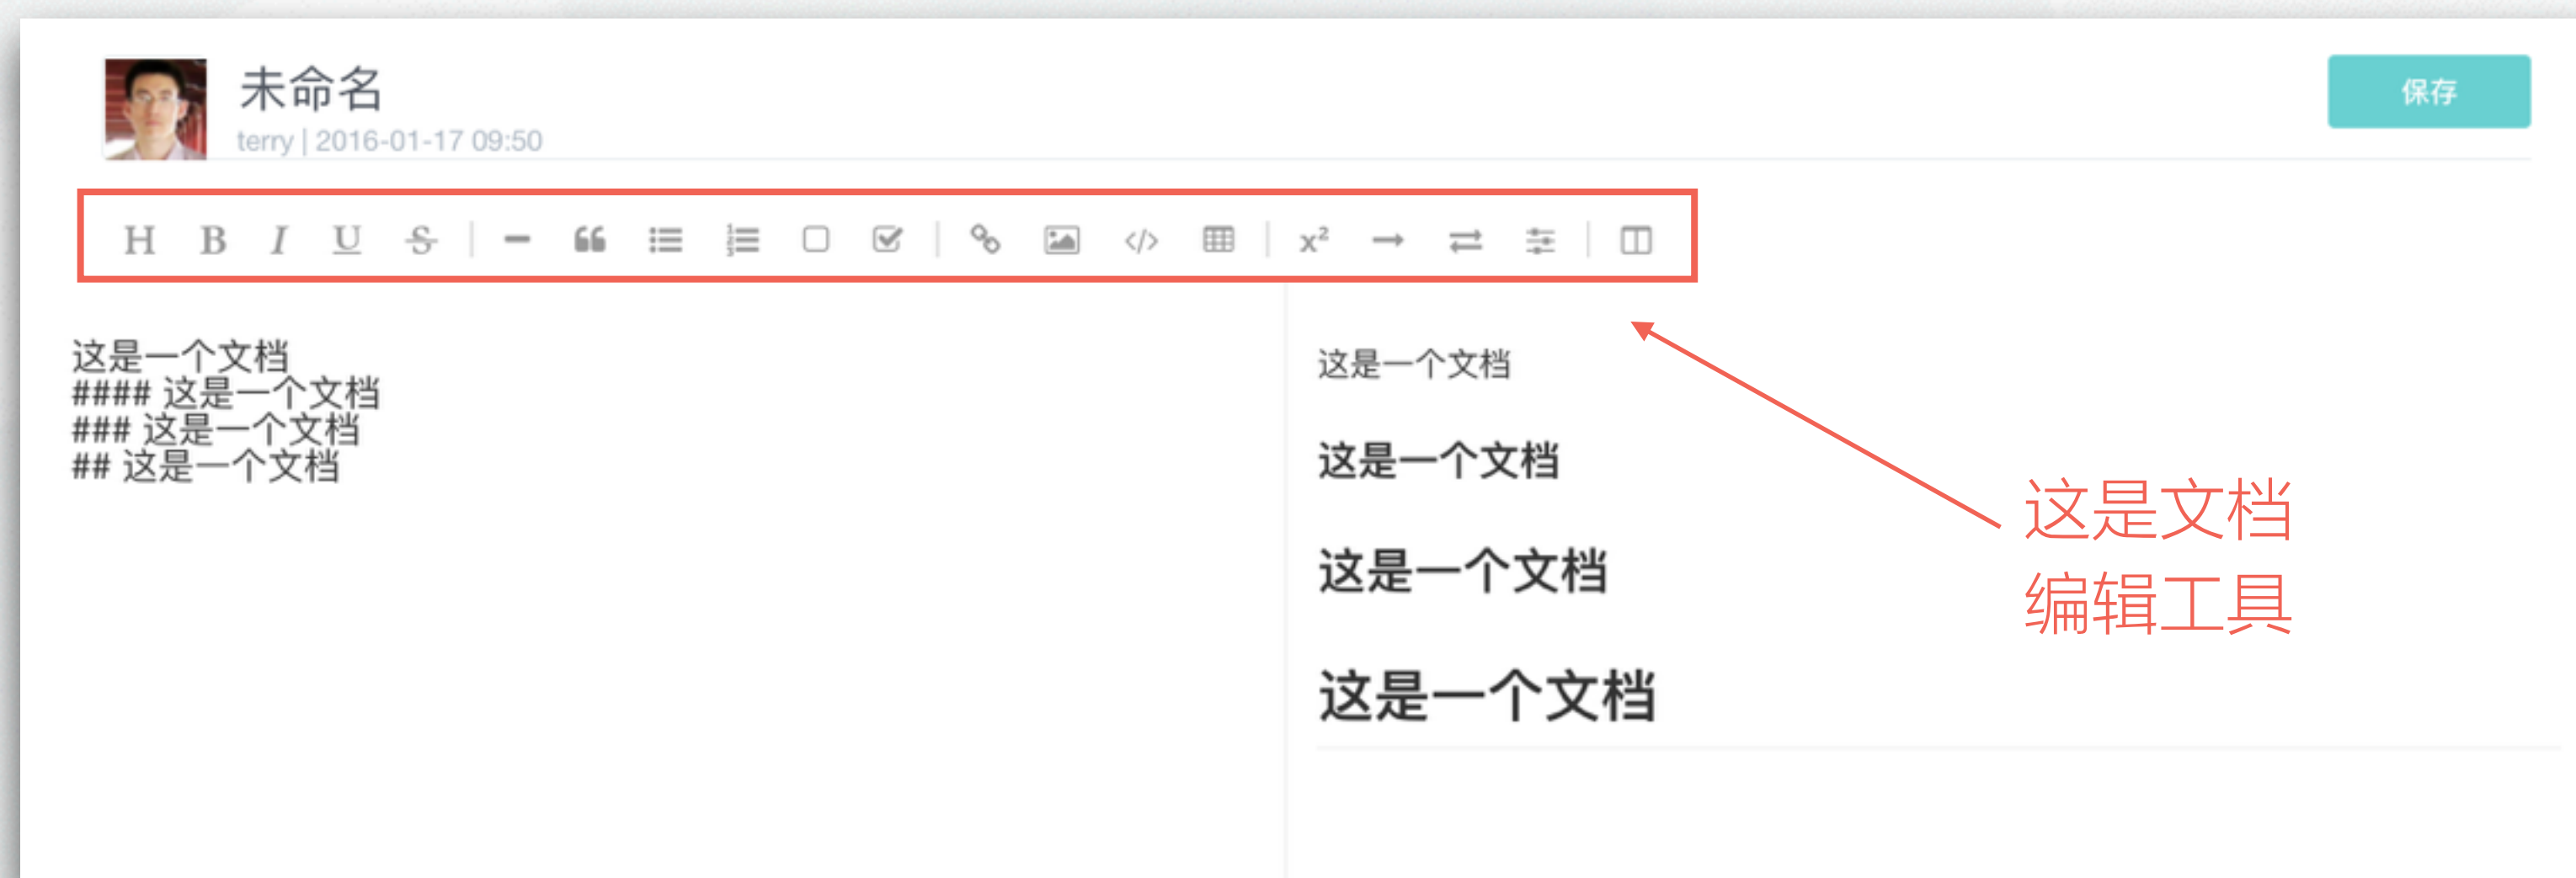 未命名
terry | 2016-01-17 09:50
保存
H B I U S x²
这是一个文档
#### 这是一个文档
### 这是一个文档
## 这是一个文档
这是一个文档
这是一个文档
这是一个文档
这是一个文档
这是文档
编辑工具